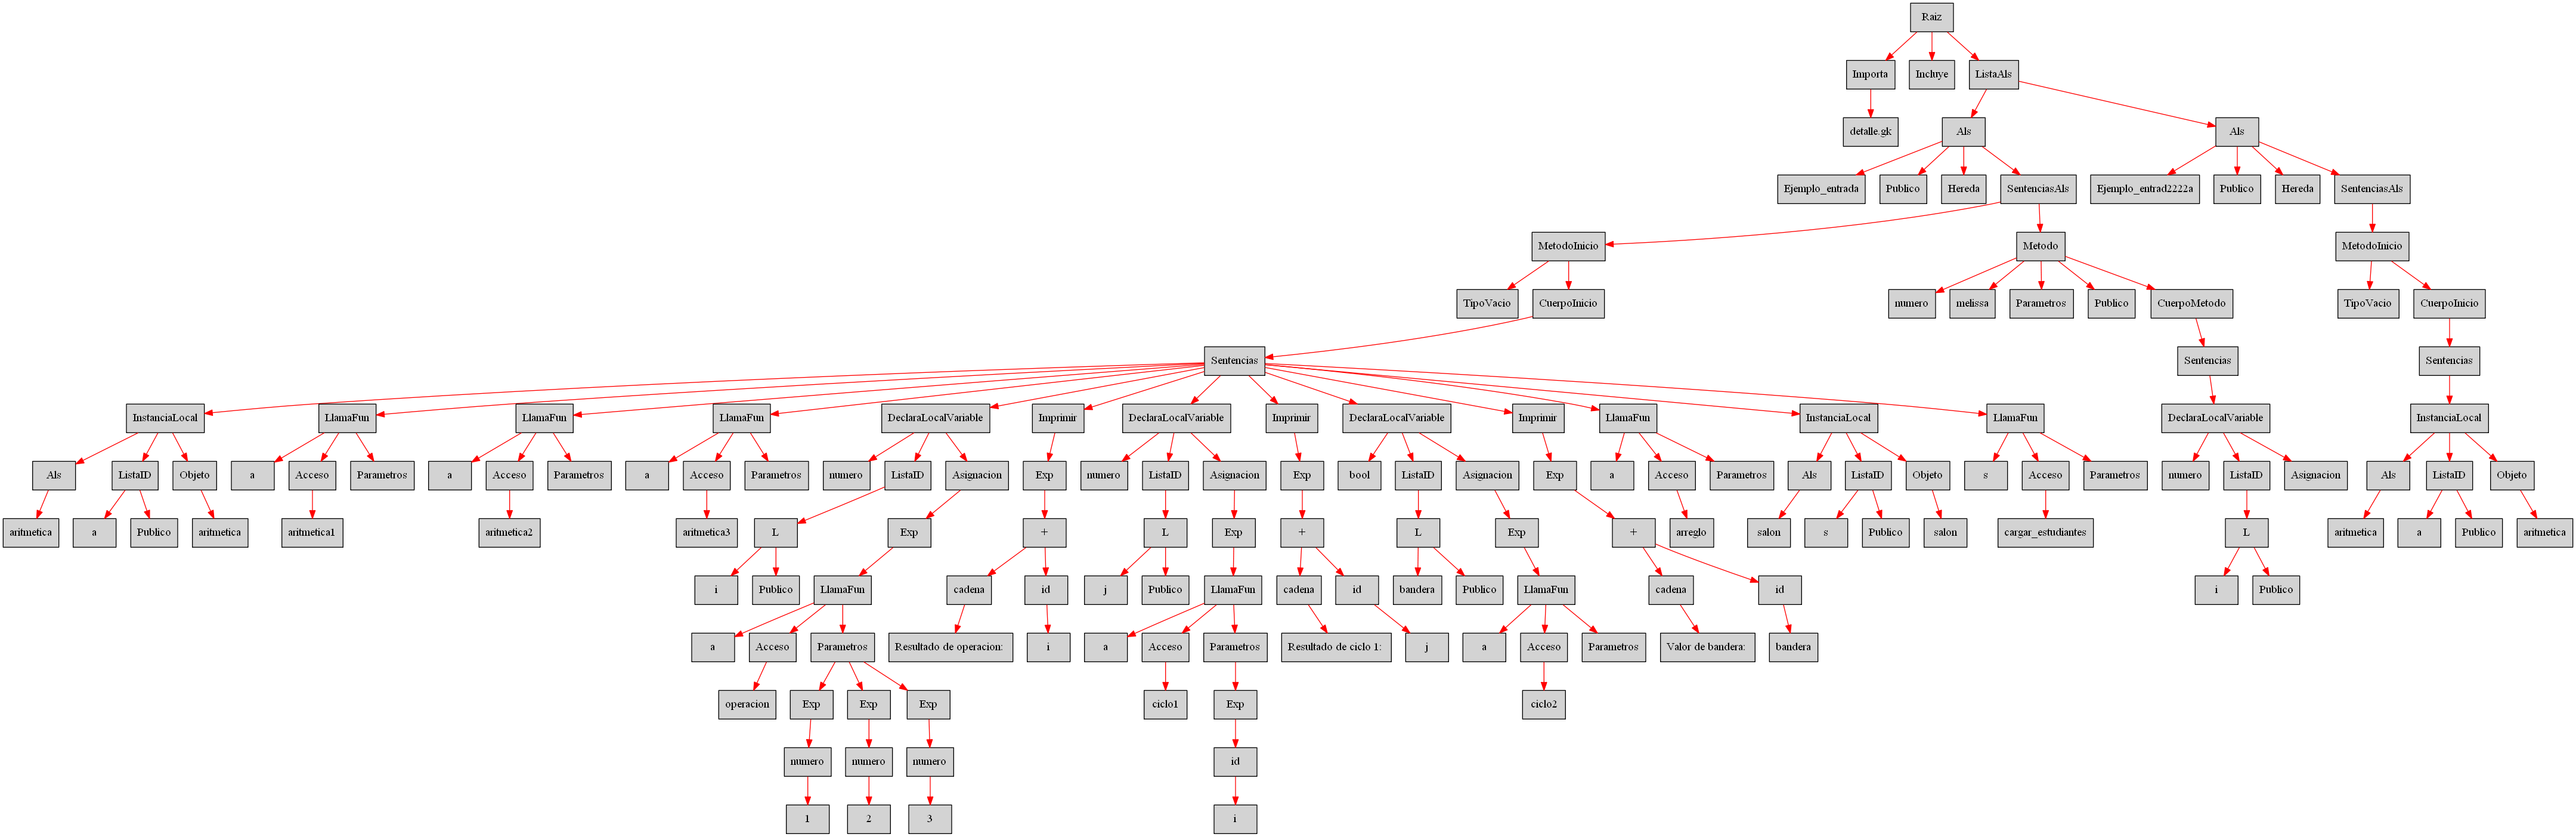 Raiz
Importa Incluye ListaAls
detalle.gk Als Als
Ejemplo_entrada Publico Hereda SentenciasAls Ejemplo_entrad2222a Publico Hereda SentenciasAls
MetodoInicio Metodo MetodoInicio
TipoVacio CuerpoInicio numero melissa Parametros Publico CuerpoMetodo TipoVacio CuerpoInicio
Sentencias Sentencias Sentencias
InstanciaLocal LlamaFun LlamaFun LlamaFun DeclaraLocalVariable Imprimir DeclaraLocalVariable Imprimir DeclaraLocalVariable Imprimir LlamaFun InstanciaLocal LlamaFun DeclaraLocalVariable InstanciaLocal
Als ListaID Objeto a Acceso Parametros a Acceso Parametros a Acceso Parametros numero ListaID Asignacion Exp numero ListaID Asignacion Exp bool ListaID Asignacion Exp a Acceso Parametros Als ListaID Objeto s Acceso Parametros numero ListaID Asignacion Als ListaID Objeto
aritmetica a Publico aritmetica aritmetica1 aritmetica2 aritmetica3 L Exp + L Exp + L Exp + arreglo salon s Publico salon cargar_estudiantes L aritmetica a Publico aritmetica
i Publico LlamaFun cadena id j Publico LlamaFun cadena id bandera Publico LlamaFun cadena id i Publico
a Acceso Parametros Resultado de operacion: i a Acceso Parametros Resultado de ciclo 1: j a Acceso Parametros Valor de bandera: bandera
operacion Exp Exp Exp ciclo1 Exp ciclo2
numero numero numero id
1 2 3 i